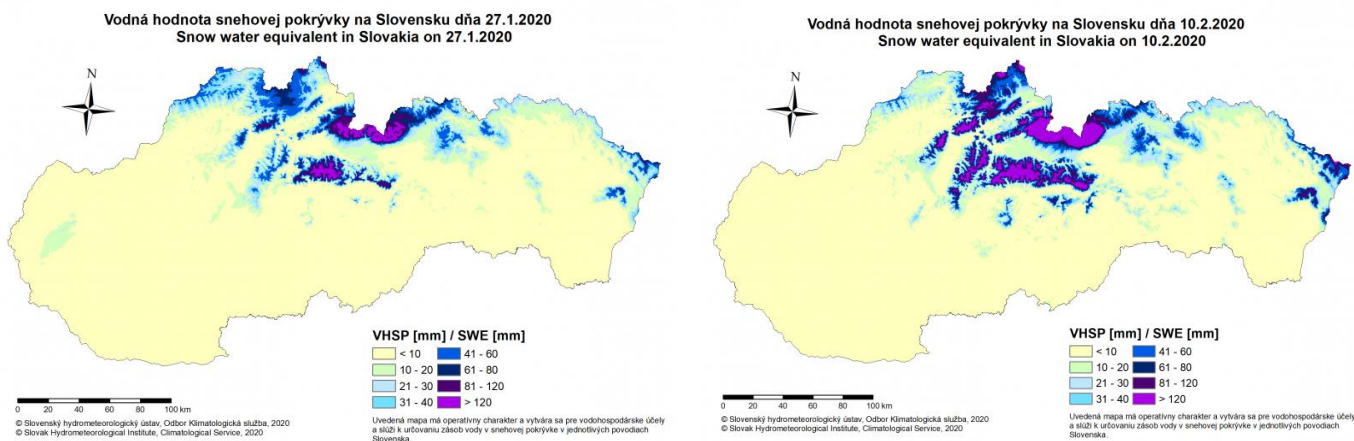 Vodná hodnota snehovej pokrývky na Slovensku dňa 27.1.2020
Snow water equivalent in Slovakia on 27.1.2020
N
VHSP [mm] / SWE [mm]
< 10
10 - 20
21 - 30
31 - 40
41 - 60
61 - 80
81 - 120
> 120
0 20 40 60 80 100 km
© Slovenský hydrometeorologický ústav, Odbor Klimatologická služba, 2020
© Slovak Hydrometeorological Institute, Climatological Service, 2020
Uvedená mapa má operatívny charakter a vytvára sa pre vodohospodárske účely
a slúži k určovaniu zásob vody v snehovej pokrývke v jednotlivých povodiach
Slovenska.
Vodná hodnota snehovej pokrývky na Slovensku dňa 10.2.2020
Snow water equivalent in Slovakia on 10.2.2020
N
VHSP [mm] / SWE [mm]
< 10
10 - 20
21 - 30
31 - 40
41 - 60
61 - 80
81 - 120
> 120
0 20 40 60 80 100 km
© Slovenský hydrometeorologický ústav, Odbor Klimatologická služba, 2020
© Slovak Hydrometeorological Institute, Climatological Service, 2020
Uvedená mapa má operatívny charakter a vytvára sa pre vodohospodárske účely
a slúži k určovaniu zásob vody v snehovej pokrývke v jednotlivých povodiach
Slovenska.